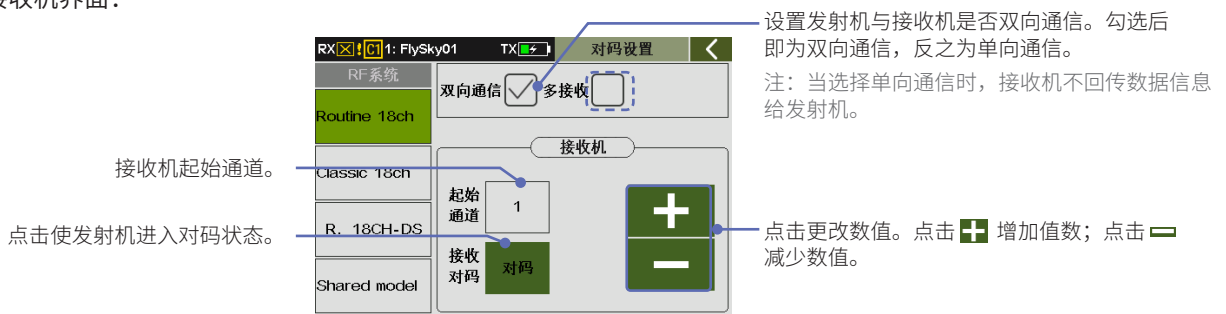 接收机界面：
设置发射机与接收机是否双向通信。勾选后
即为双向通信，反之为单向通信。
注：当选择单向通信时，接收机不回传数据信息
给发射机。
RX C1 1: FlySky01 TX 对码设置
RF系统
双向通信 多接收
Routine 18ch
接收机
接收机起始通道。
Classic 18ch
起始
通道
1
点击使发射机进入对码状态。
R. 18CH-DS
接收
对码
对码
点击更改数值。点击 + 增加值数；点击 −
减少数值。
Shared model